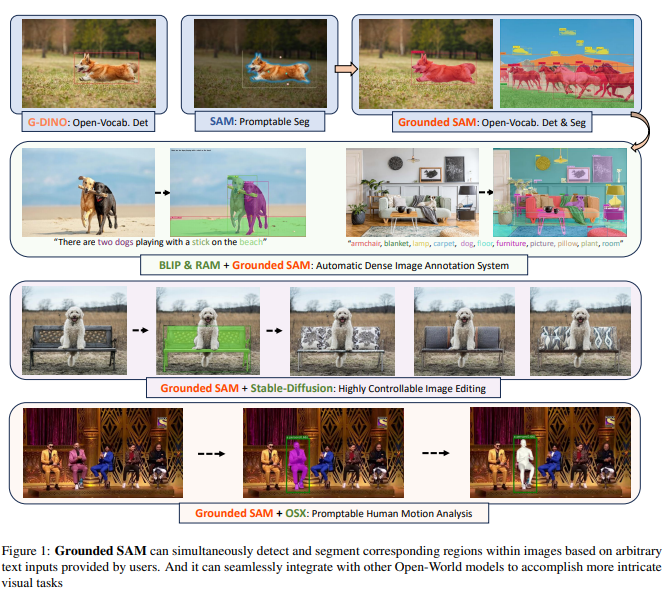 G-DINO: Open-Vocab. Det
SAM: Promptable Seg
Grounded SAM: Open-Vocab. Det & Seg
"There are two dogs playing with a stick on the beach"
"armchair, blanket, lamp, carpet, dog, floor, furniture, picture, pillow, plant, room"
BLIP & RAM + Grounded SAM: Automatic Dense Image Annotation System
Grounded SAM + Stable-Diffusion: Highly Controllable Image Editing
Grounded SAM + OSX: Promptable Human Motion Analysis
Figure 1: Grounded SAM can simultaneously detect and segment corresponding regions within images based on arbitrary
text inputs provided by users. And it can seamlessly integrate with other Open-World models to accomplish more intricate
visual tasks